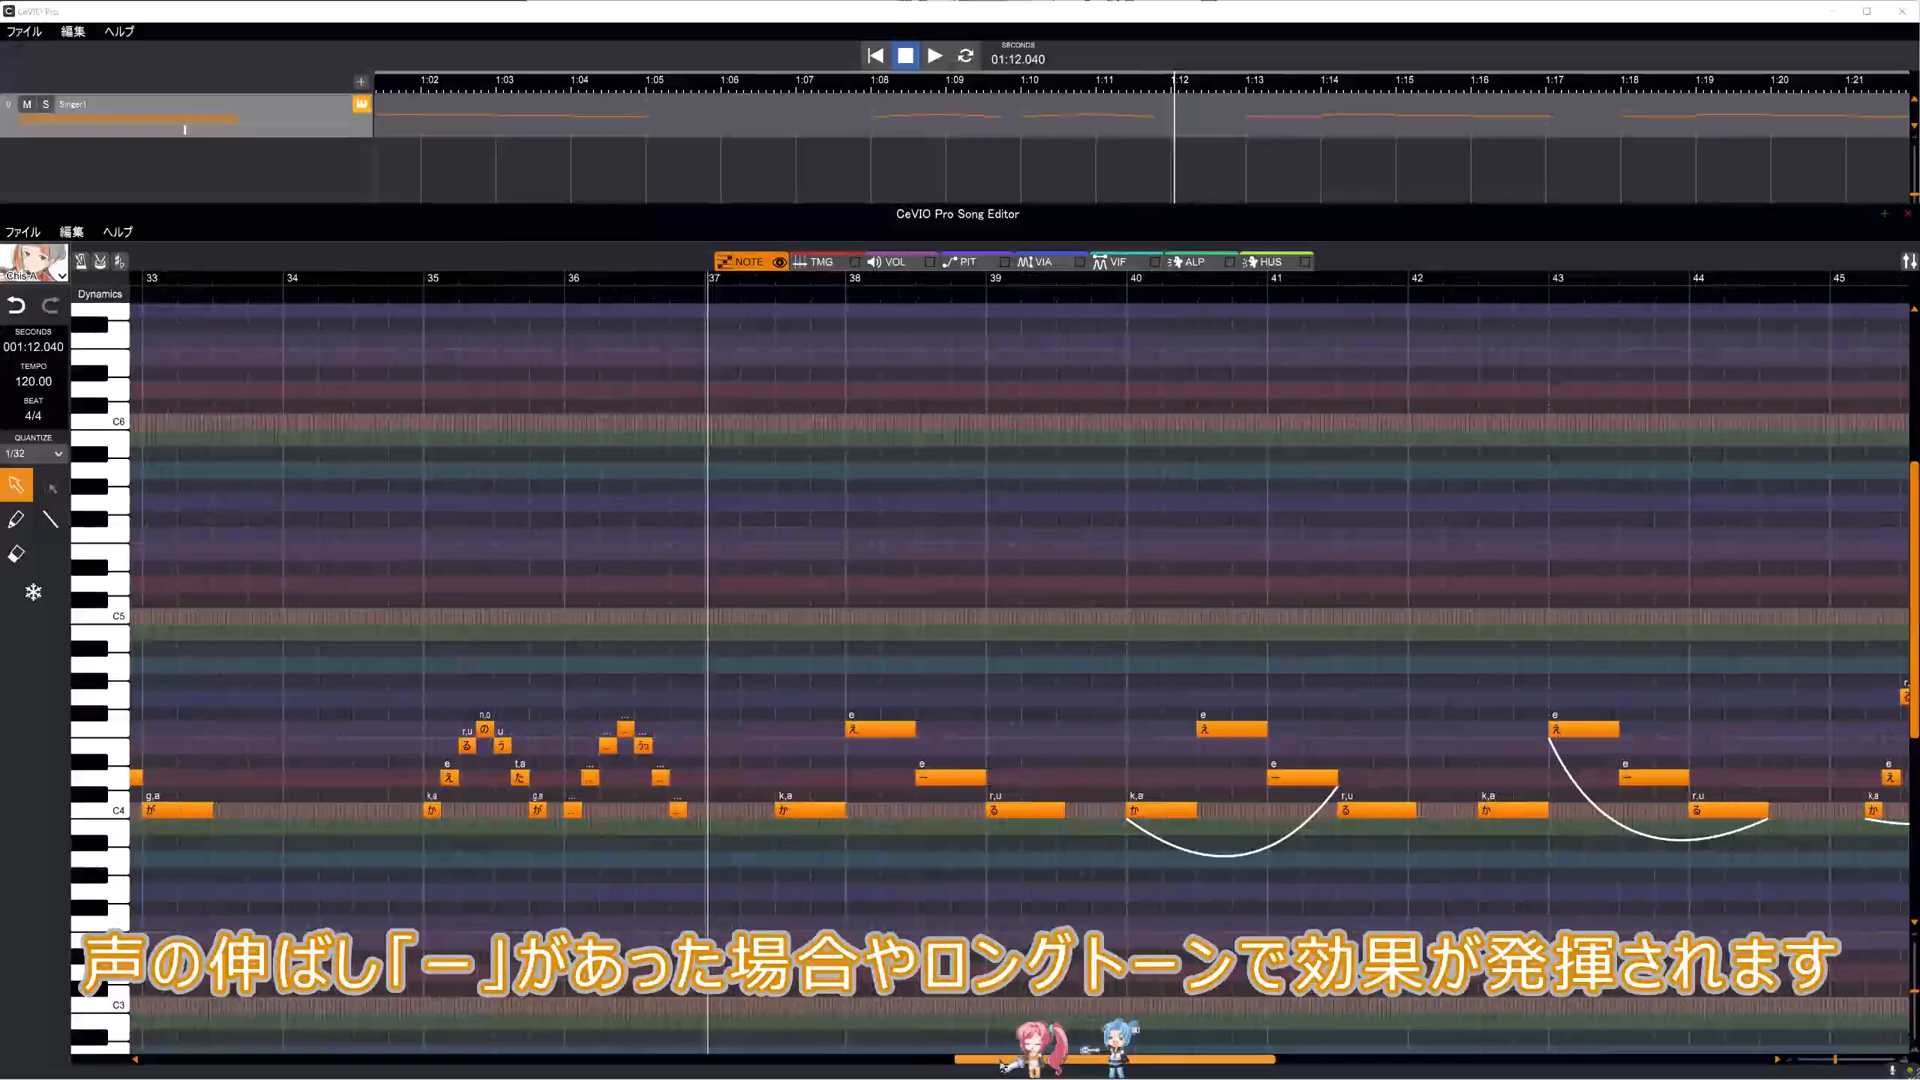 CeVIO Pro
ファイル 編集 ヘルプ
SECONDS
01:12.040
1:02 1:03 1:04 1:05 1:06 1:07 1:08 1:09 1:10 1:11 1:12 1:13 1:14 1:15 1:16 1:17 1:18 1:19 1:20 1:21
0 M S Singer1
CeVIO Pro Song Editor
ファイル 編集 ヘルプ
Chis-A
NOTE TMG VOL PIT VIA VIF ALP HUS
33 34 35 36 37 38 39 40 41 42 43 44 45
Dynamics
SECONDS
001:12.040
TEMPO
120.00
BEAT
4/4
QUANTIZE
1/32
C6
C5
n,o ... e e e
の え え え
r,u u ... ...
る う ... うっ
e t,a ... ... e e e e
え た ... ... ー ー ー え
g,a k,a g,a ... ... k,a r,u k,a r,u k,a r,u k,a
C4 が か が ... ... か る か る か る か
声の伸ばし「ー」があった場合やロングトーンで効果が発揮されます
C3